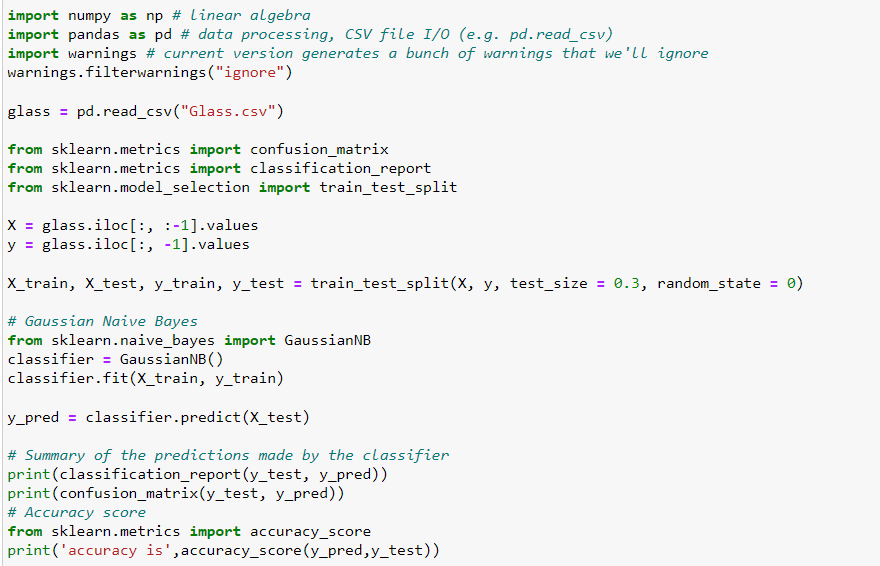 import numpy as np # linear algebra
import pandas as pd # data processing, CSV file I/O (e.g. pd.read_csv)
import warnings # current version generates a bunch of warnings that we'll ignore
warnings.filterwarnings("ignore")

glass = pd.read_csv("Glass.csv")

from sklearn.metrics import confusion_matrix
from sklearn.metrics import classification_report
from sklearn.model_selection import train_test_split

X = glass.iloc[:, :-1].values
y = glass.iloc[:, -1].values

X_train, X_test, y_train, y_test = train_test_split(X, y, test_size = 0.3, random_state = 0)

# Gaussian Naive Bayes
from sklearn.naive_bayes import GaussianNB
classifier = GaussianNB()
classifier.fit(X_train, y_train)

y_pred = classifier.predict(X_test)

# Summary of the predictions made by the classifier
print(classification_report(y_test, y_pred))
print(confusion_matrix(y_test, y_pred))
# Accuracy score
from sklearn.metrics import accuracy_score
print('accuracy is',accuracy_score(y_pred,y_test))